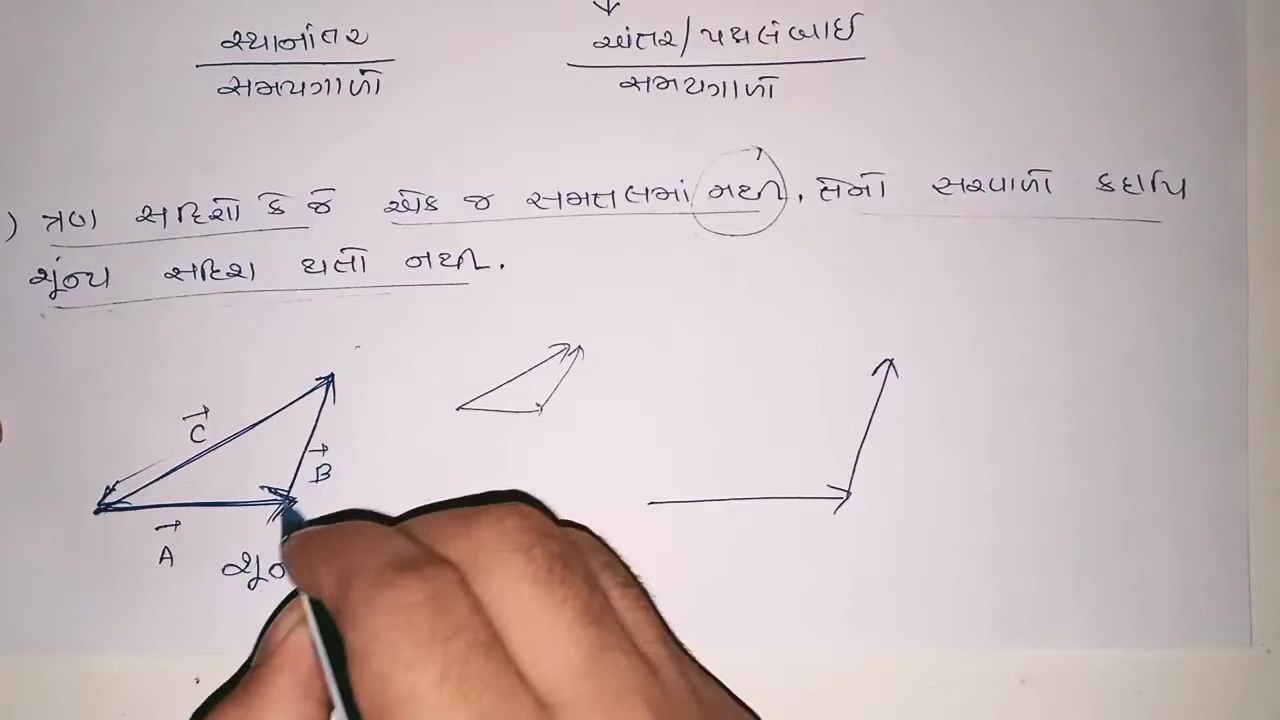 સ્થાનાંતર
સમયગાળો
અંતર/પથલંબાઈ
સમયગાળો
) ત્રણ સદિશો કે જે એક જ સમતલમાં નથી, તેનો સરવાળો કદાપિ
શૂન્ય સદિશ થતો નથી.
C
B
A
શૂ